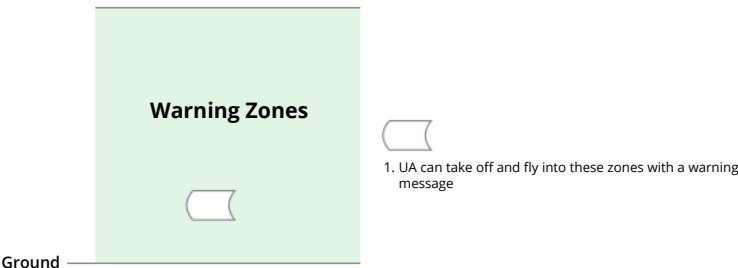 Warning Zones
1. UA can take off and fly into these zones with a warning
message
Ground